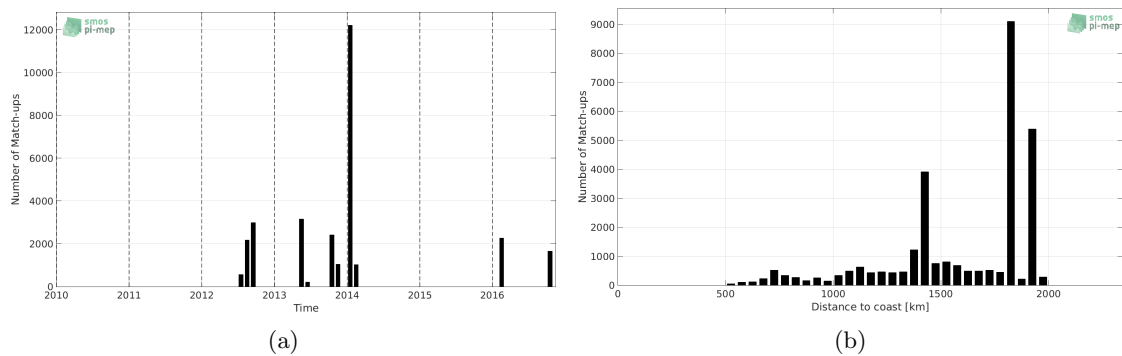 smos
pi-mep
Number of Match-ups
12000
10000
8000
6000
4000
2000
0
2010 2011 2012 2013 2014 2015 2016
Time
(a)
smos
pi-mep
Number of Match-ups
9000
8000
7000
6000
5000
4000
3000
2000
1000
0
0 500 1000 1500 2000
Distance to coast [km]
(b)